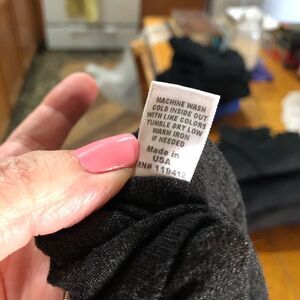 MACHINE WASH
COLD INSIDE OUT
WITH LIKE COLORS
TUMBLE DRY LOW
WARM IRON
IF NEEDED
Made in
USA
RN# 119412